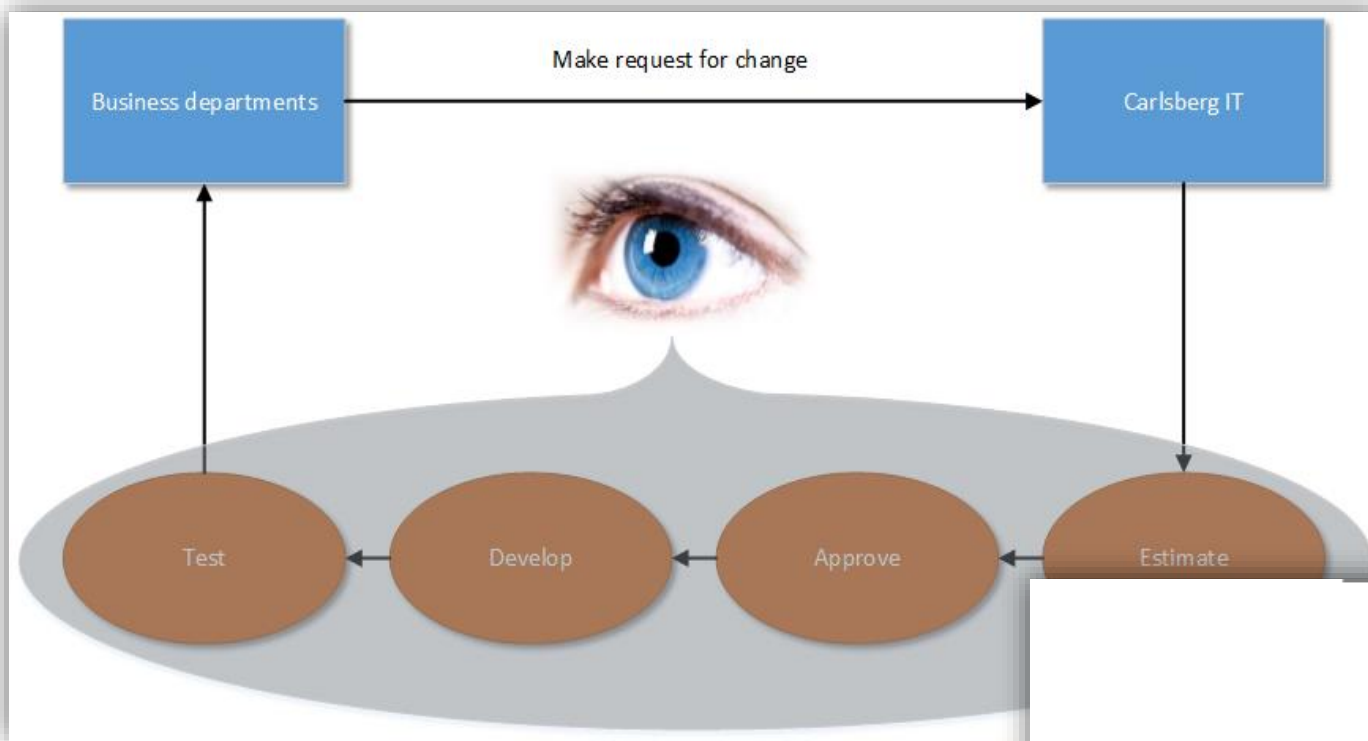 Make request for change
Business departments
Carlsberg IT
Test
Develop
Approve
Estimate